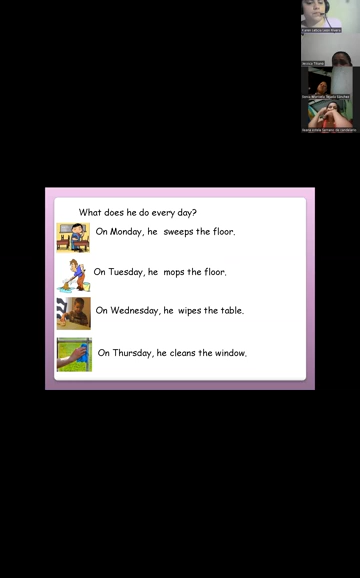 What does he do every day?
On Monday, he sweeps the floor.
On Tuesday, he mops the floor.
On Wednesday, he wipes the table.
On Thursday, he cleans the window.